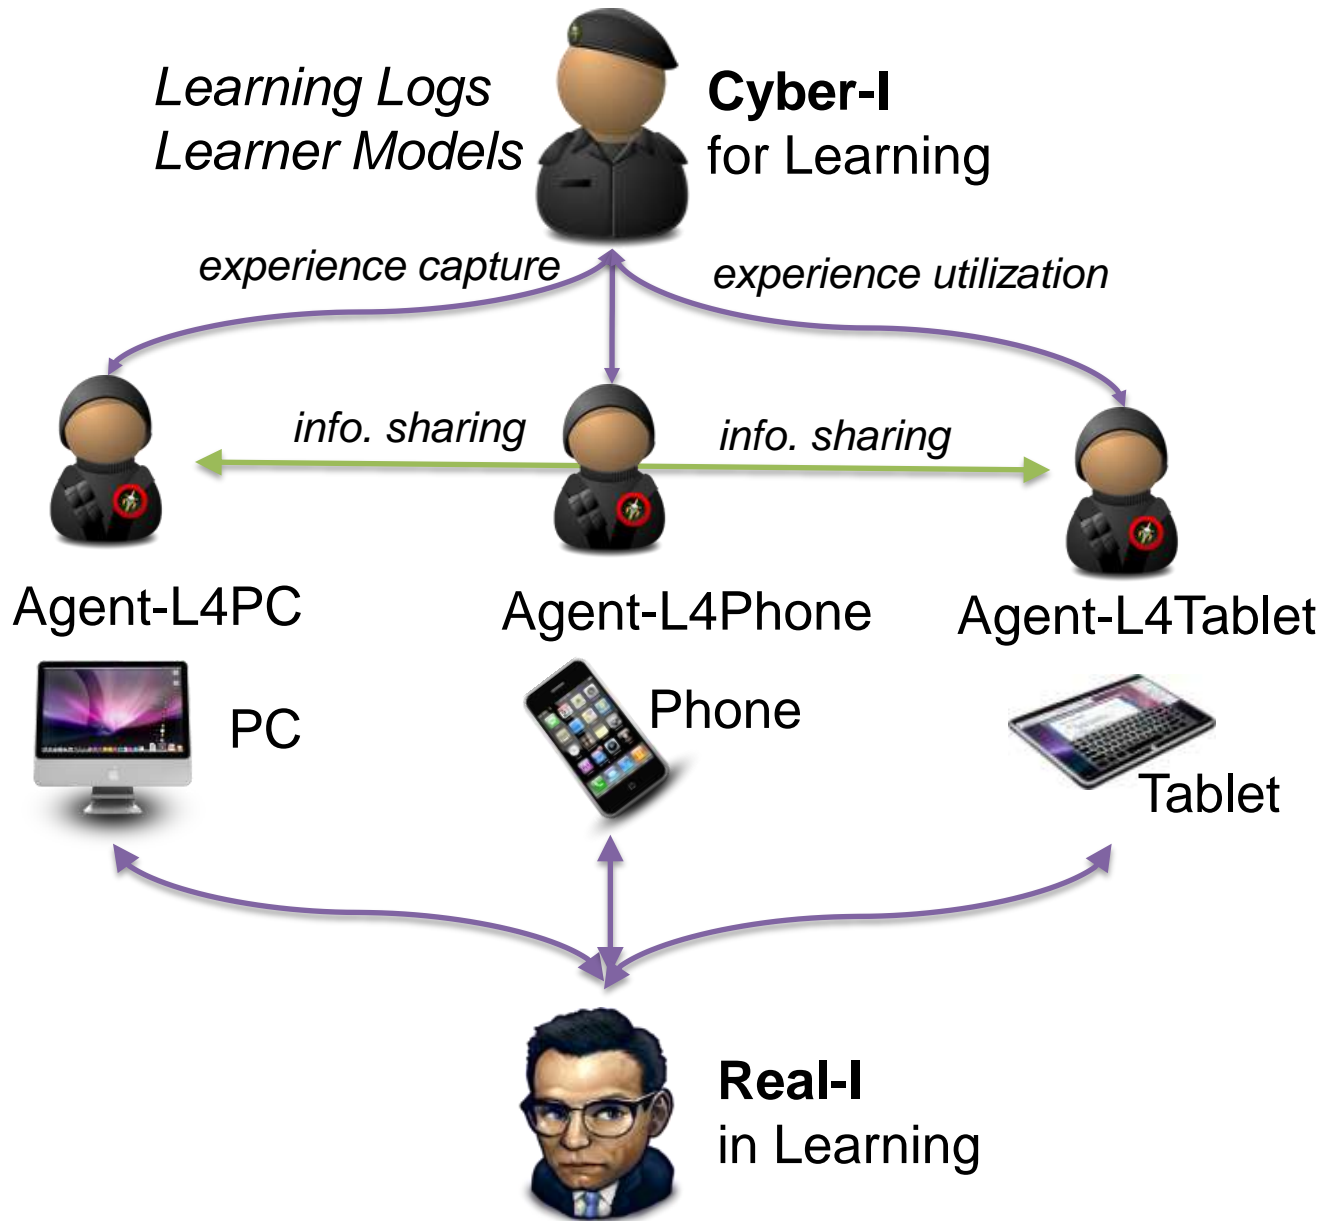 Learning Logs
Learner Models
Cyber-I
for Learning
experience capture
experience utilization
info. sharing
info. sharing
Agent-L4PC
Agent-L4Phone
Agent-L4Tablet
PC
Phone
Tablet
Real-I
in Learning